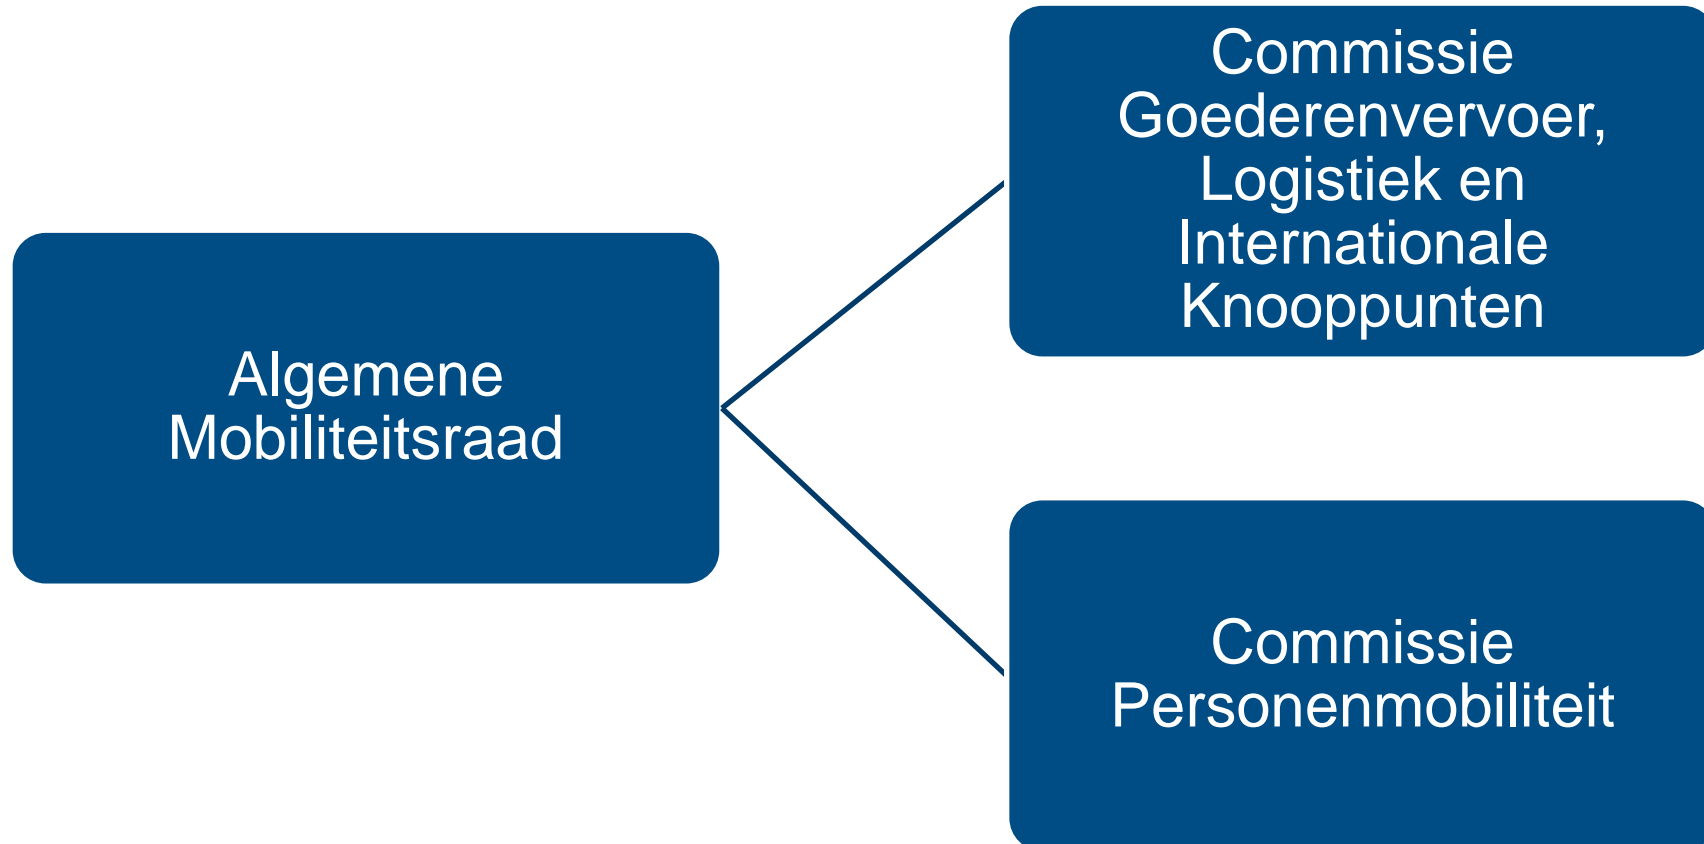 Commissie
Goederenvervoer,
Logistiek en
Internationale
Knooppunten
Algemene
Mobiliteitsraad
Commissie
Personenmobiliteit